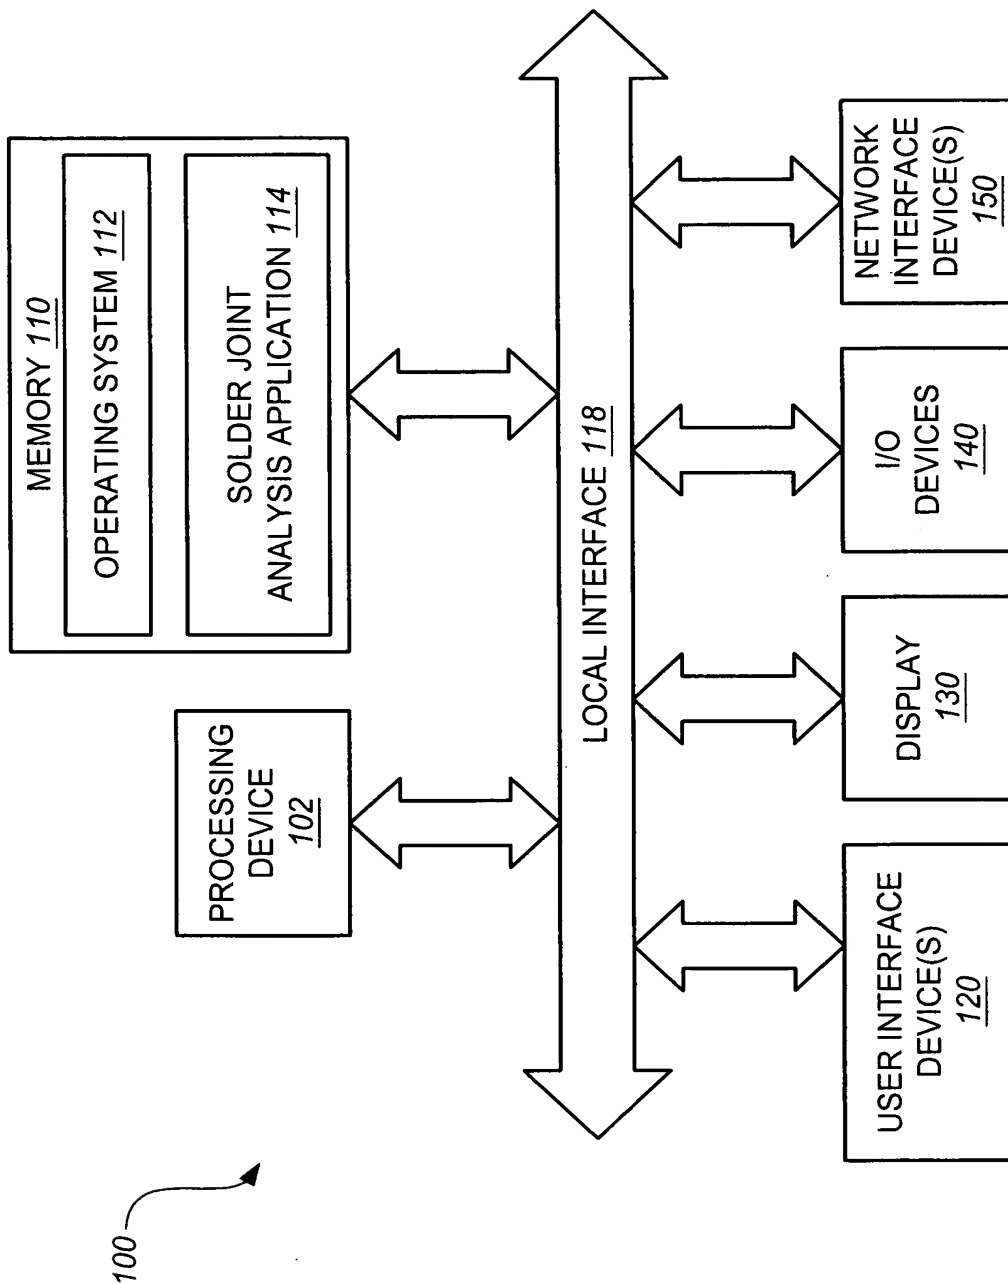 100
PROCESSING
DEVICE
102
MEMORY 110
OPERATING SYSTEM 112
SOLDER JOINT
ANALYSIS APPLICATION 114
LOCAL INTERFACE 118
USER INTERFACE
DEVICE(S)
120
DISPLAY
130
I/O
DEVICES
140
NETWORK
INTERFACE
DEVICE(S)
150